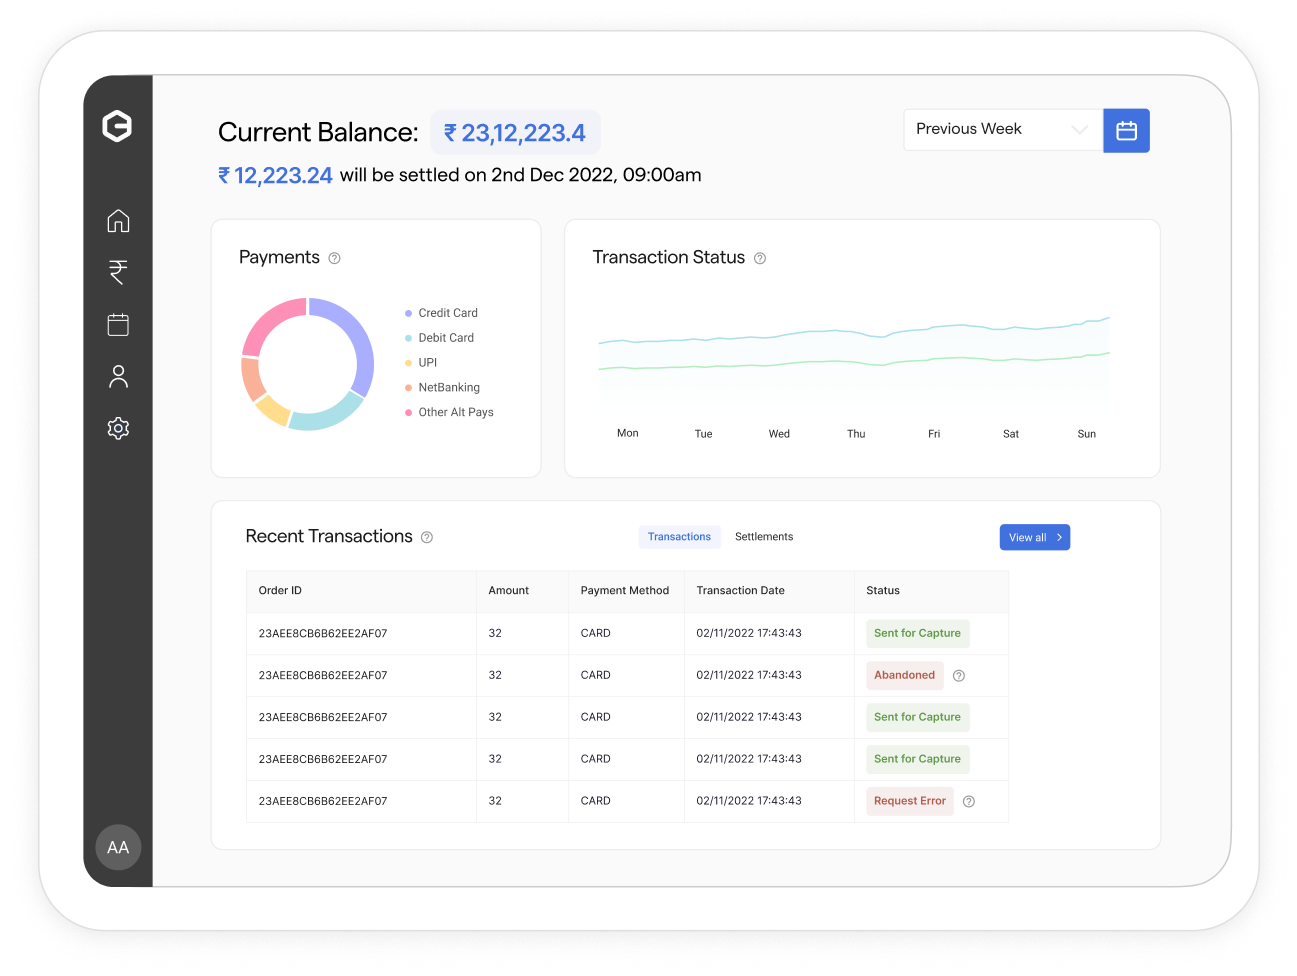 Current Balance: ₹ 23,12,223.4
Previous Week
₹ 12,223.24 will be settled on 2nd Dec 2022, 09:00am
Payments ?
Credit Card
Debit Card
UPI
NetBanking
Other Alt Pays
Transaction Status ?
Mon Tue Wed Thu Fri Sat Sun
Recent Transactions ?
Transactions Settlements
View all >
Order ID Amount Payment Method Transaction Date Status
23AEE8CB6B62EE2AF07 32 CARD 02/11/2022 17:43:43 Sent for Capture
23AEE8CB6B62EE2AF07 32 CARD 02/11/2022 17:43:43 Abandoned ?
23AEE8CB6B62EE2AF07 32 CARD 02/11/2022 17:43:43 Sent for Capture
23AEE8CB6B62EE2AF07 32 CARD 02/11/2022 17:43:43 Sent for Capture
23AEE8CB6B62EE2AF07 32 CARD 02/11/2022 17:43:43 Request Error ?
AA